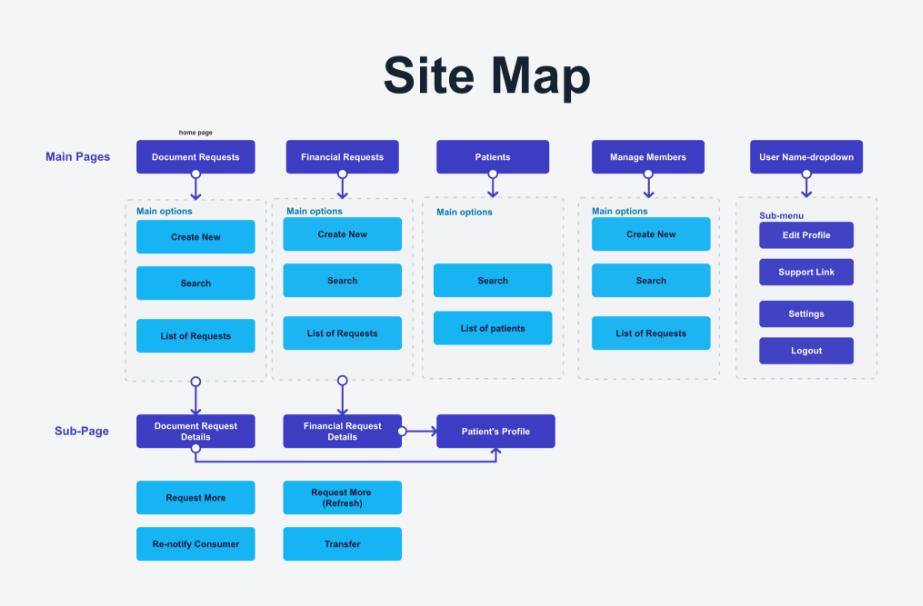 Site Map
home page
Main Pages
Document Requests
Financial Requests
Patients
Manage Members
User Name-dropdown
Main options
Create New
Search
List of Requests
Main options
Create New
Search
List of Requests
Main options
Search
List of patients
Main options
Create New
Search
List of Requests
Sub-menu
Edit Profile
Support Link
Settings
Logout
Sub-Page
Document Request
Details
Financial Request
Details
Patient's Profile
Request More
Re-notify Consumer
Request More
(Refresh)
Transfer